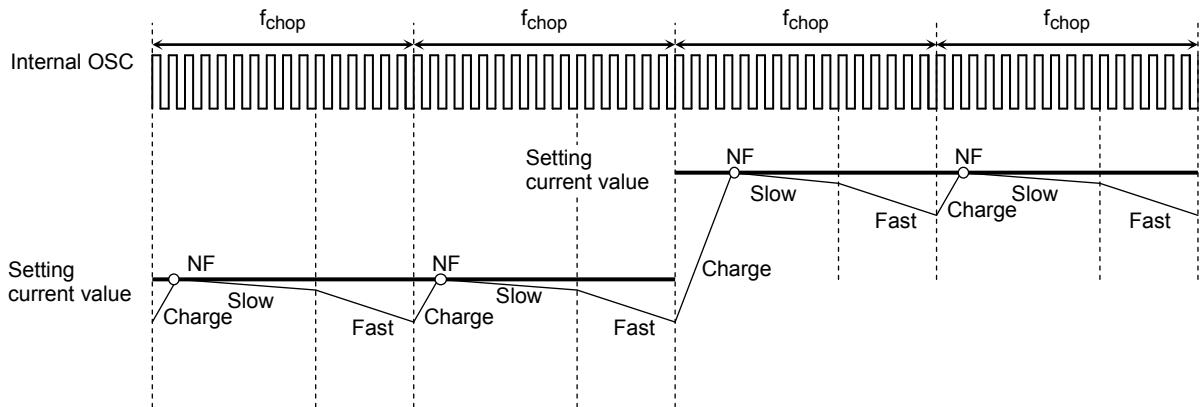 fchop fchop fchop fchop
Internal OSC
Setting
current value
NF
NF
Slow
Slow
Fast
Charge
Fast
Charge
Setting
current value
NF
NF
Slow
Slow
Charge
Charge
Fast
Fast